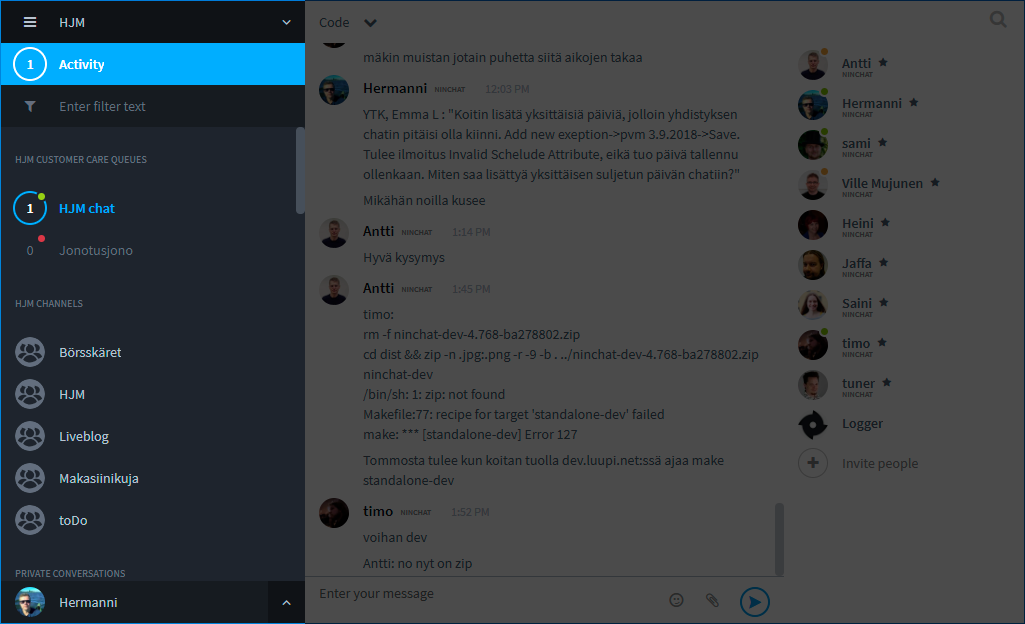 HJM
1 Activity
Enter filter text
HJM CUSTOMER CARE QUEUES
1 HJM chat
0 Jonotusjono
HJM CHANNELS
Börsskäret
HJM
Liveblog
Makasiinikuja
toDo
PRIVATE CONVERSATIONS
Hermanni
Code
mäkin muistan jotain puhetta siitä aikojen takaa
Hermanni NINCHAT 12:03 PM
YTK, Emma L : "Koitin lisätä yksittäisiä päiviä, jolloin yhdistyksen
chatin pitäisi olla kiinni. Add new exeption->pvm 3.9.2018->Save.
Tulee ilmoitus Invalid Schelude Attribute, eikä tuo päivä tallennu
ollenkaan. Miten saa lisättyä yksittäisen suljetun päivän chatiin?"
Mikähän noilla kusee
Antti NINCHAT 1:14 PM
Hyvä kysymys
Antti NINCHAT 1:45 PM
timo:
rm -f ninchat-dev-4.768-ba278802.zip
cd dist && zip -n .jpg:.png -r -9 -b . ../ninchat-dev-4.768-ba278802.zip
ninchat-dev
/bin/sh: 1: zip: not found
Makefile:77: recipe for target 'standalone-dev' failed
make: *** [standalone-dev] Error 127
Tommosta tulee kun koitan tuolla dev.luupi.net:ssä ajaa make
standalone-dev
timo NINCHAT 1:52 PM
voihan dev
Antti: no nyt on zip
Enter your message
Antti
NINCHAT
Hermanni
NINCHAT
sami
NINCHAT
Ville Mujunen
NINCHAT
Heini
NINCHAT
Jaffa
NINCHAT
Saini
NINCHAT
timo
NINCHAT
tuner
NINCHAT
Logger
Invite people